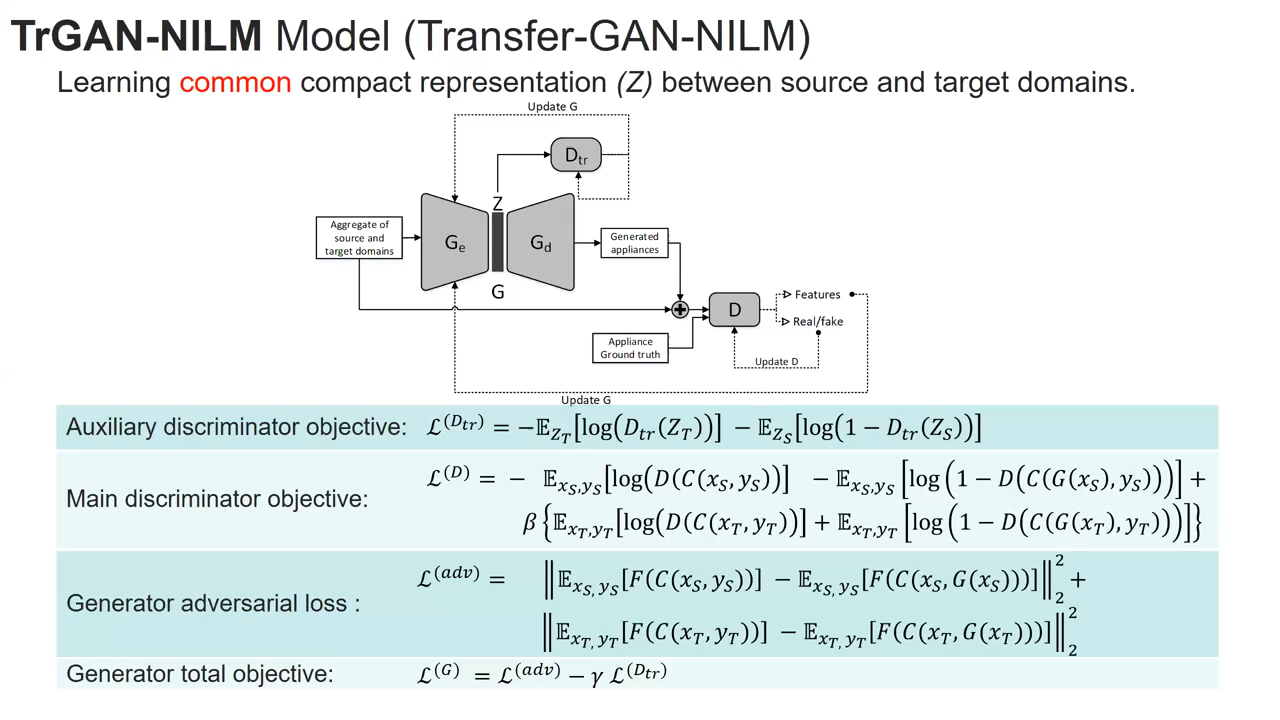 TrGAN-NILM Model (Transfer-GAN-NILM)
Learning common compact representation (Z) between source and target domains.
Update G
D_tr
Z
Aggregate of
source and
target domains
G_e
G_d
Generated
appliances
G
Features
D
Real/fake
Appliance
Ground truth
Update D
Update G
Auxiliary discriminator objective: ℒ^(D_tr) = −𝔼_{Z_T}[log(D_tr(Z_T))] − 𝔼_{Z_S}[log(1 − D_tr(Z_S))]
Main discriminator objective:
ℒ^(D) = − 𝔼_{x_S,y_S}[log(D(C(x_S, y_S))] − 𝔼_{x_S,y_S}[log(1 − D(C(G(x_S), y_S)))] +
β{𝔼_{x_T,y_T}[log(D(C(x_T, y_T))] + 𝔼_{x_T,y_T}[log(1 − D(C(G(x_T), y_T)))]}
Generator adversarial loss :
ℒ^(adv) = ‖𝔼_{x_S,y_S}[F(C(x_S, y_S))] − 𝔼_{x_S,y_S}[F(C(x_S, G(x_S)))]‖_2^2 +
‖𝔼_{x_T,y_T}[F(C(x_T, y_T))] − 𝔼_{x_T,y_T}[F(C(x_T, G(x_T)))]‖_2^2
Generator total objective: ℒ^(G) = ℒ^(adv) − γ ℒ^(D_tr)